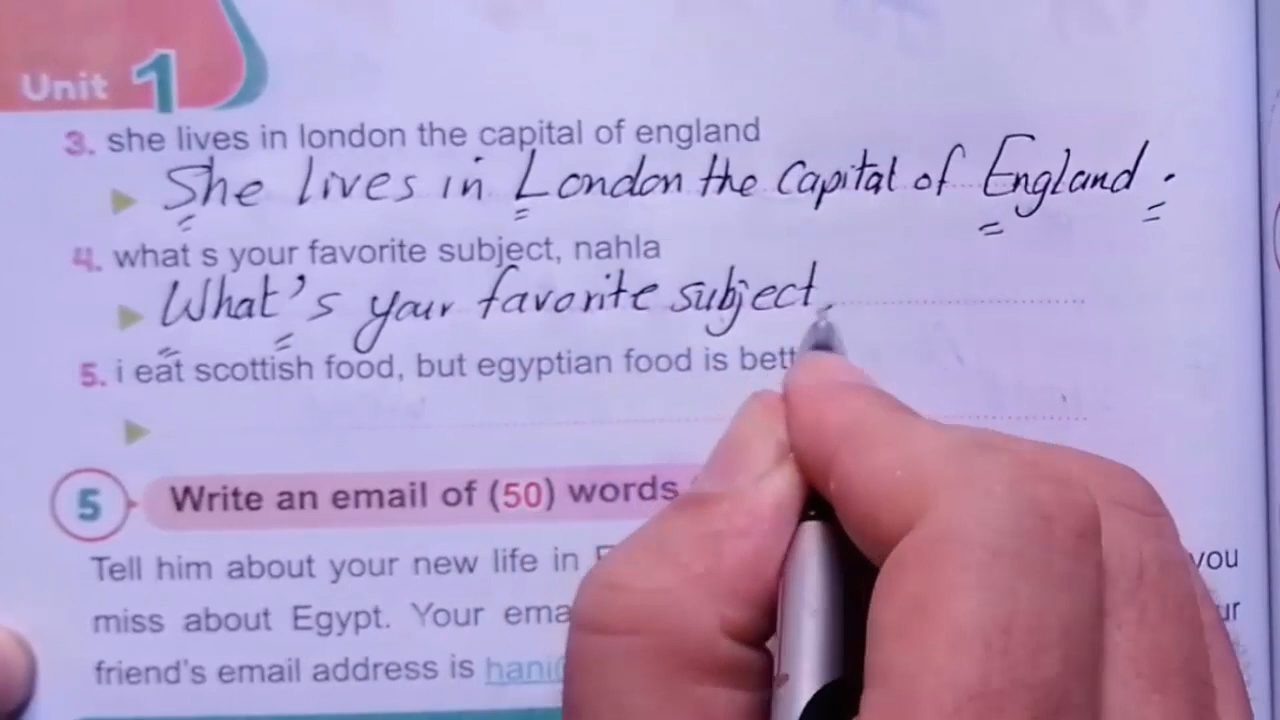 Unit 1
3. she lives in london the capital of england
She lives in London the capital of England.
4. what s your favorite subject, nahla
What's your favorite subject,
5. i eat scottish food, but egyptian food is
5 Write an email of (50) words
Tell him about your new life in you
miss about Egypt. Your
friend's email address is